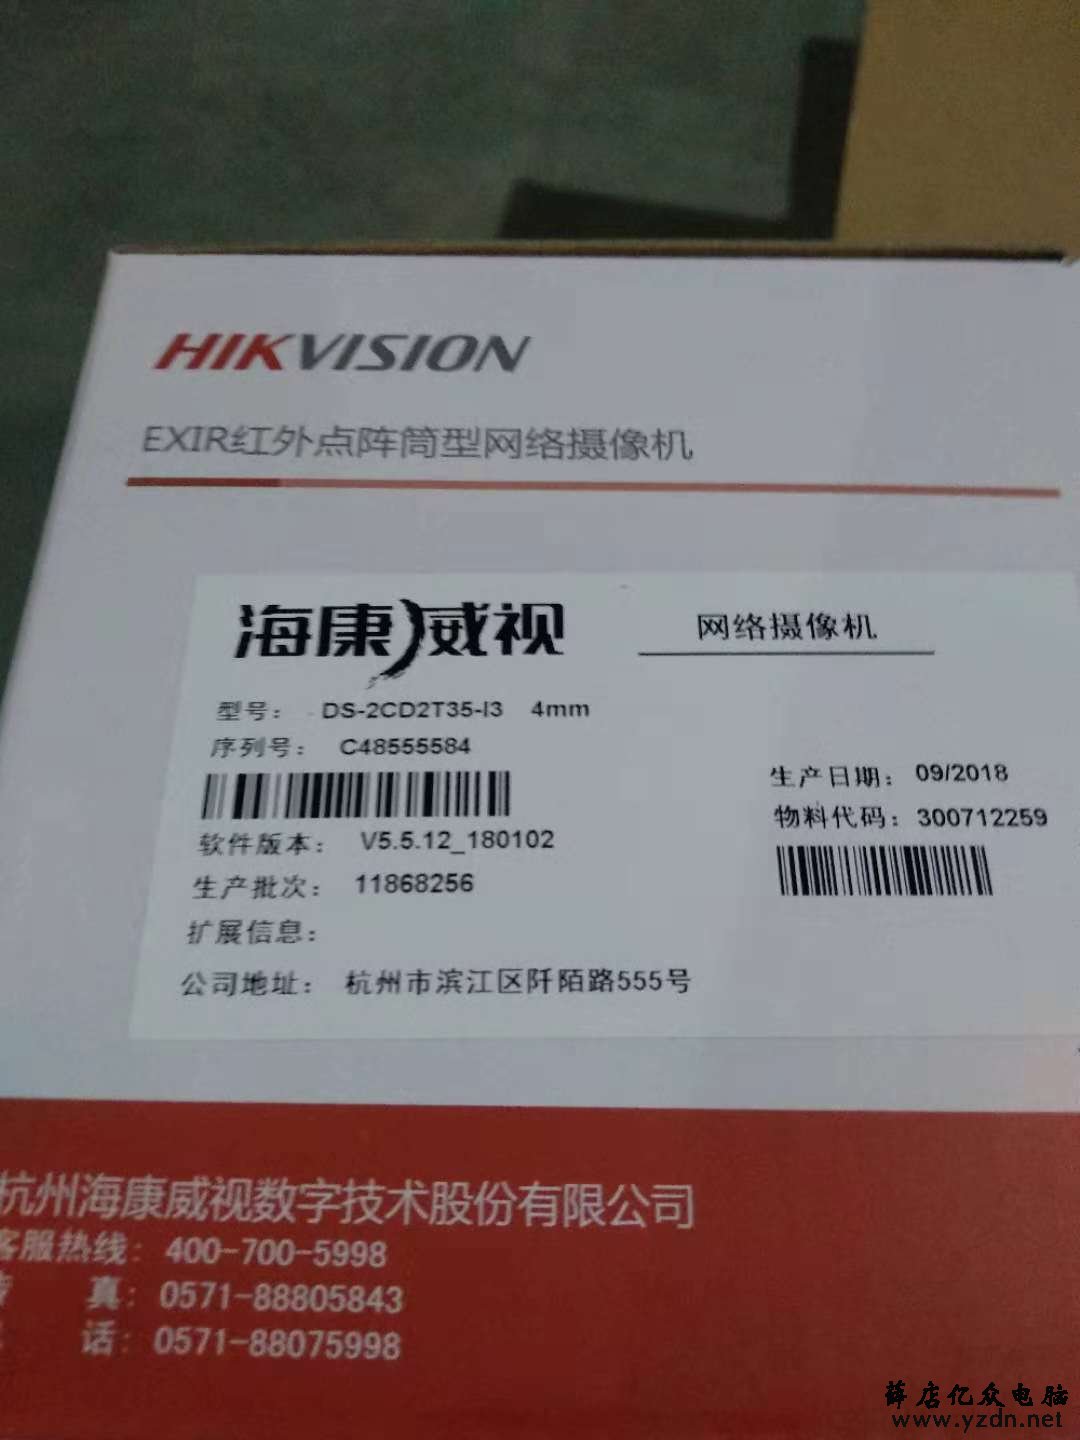 HIKVISION
EXIR红外点阵筒型网络摄像机
海康威视
网络摄像机
型号： DS-2CD2T35-I3 4mm
序列号： C48555584
生产日期： 09/2018
物料代码： 300712259
软件版本： V5.5.12_180102
生产批次： 11868256
扩展信息：
公司地址： 杭州市滨江区阡陌路555号
杭州海康威视数字技术股份有限公司
客服热线: 400-700-5998
真: 0571-88805843
话: 0571-88075998
薛店亿众电脑
www.yzdn.net